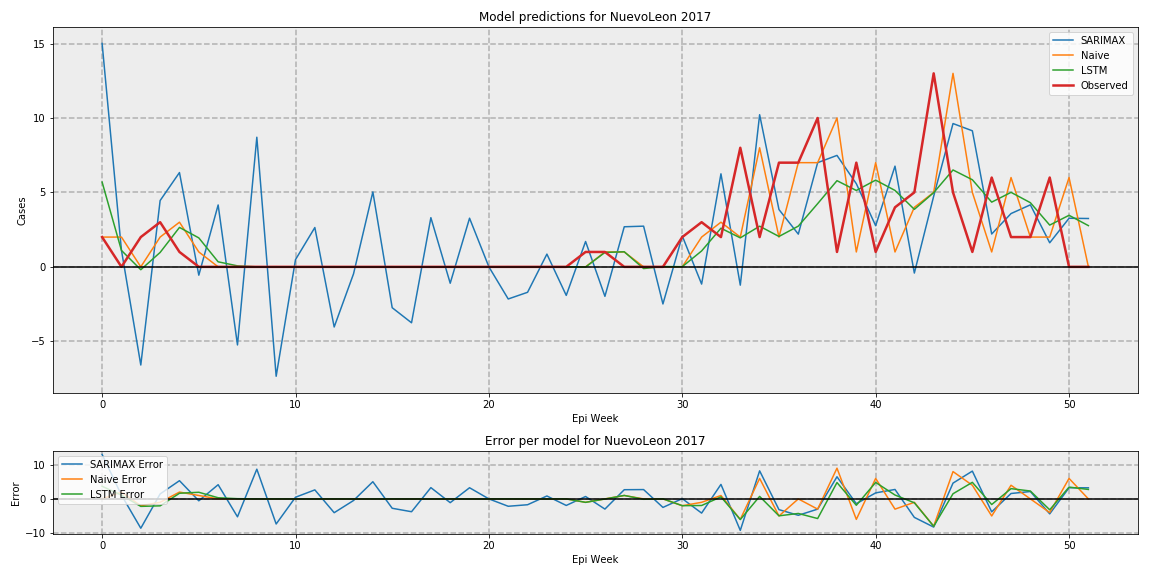 Model predictions for NuevoLeon 2017
SARIMAX
Naive
LSTM
Observed
Cases
15
10
5
0
−5
0 10 20 30 40 50
Epi Week
Error per model for NuevoLeon 2017
SARIMAX Error
Naive Error
LSTM Error
Error
10
0
−10
0 10 20 30 40 50
Epi Week